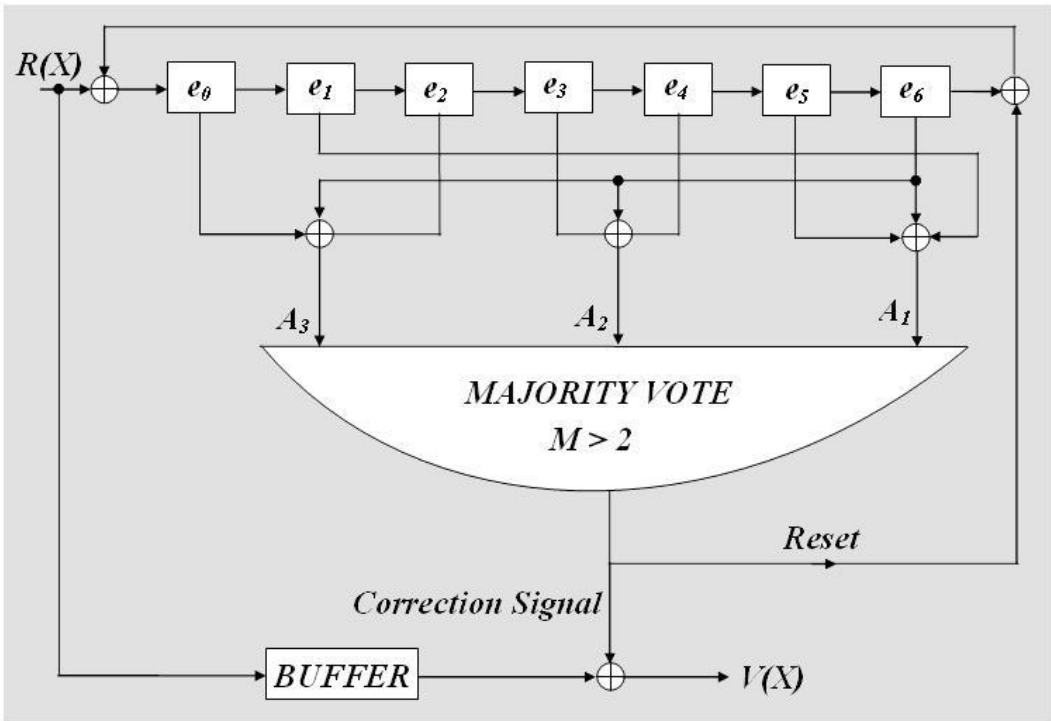 R(X)
e₀ e₁ e₂ e₃ e₄ e₅ e₆
A₃ A₂ A₁
MAJORITY VOTE
M > 2
Reset
Correction Signal
BUFFER V(X)